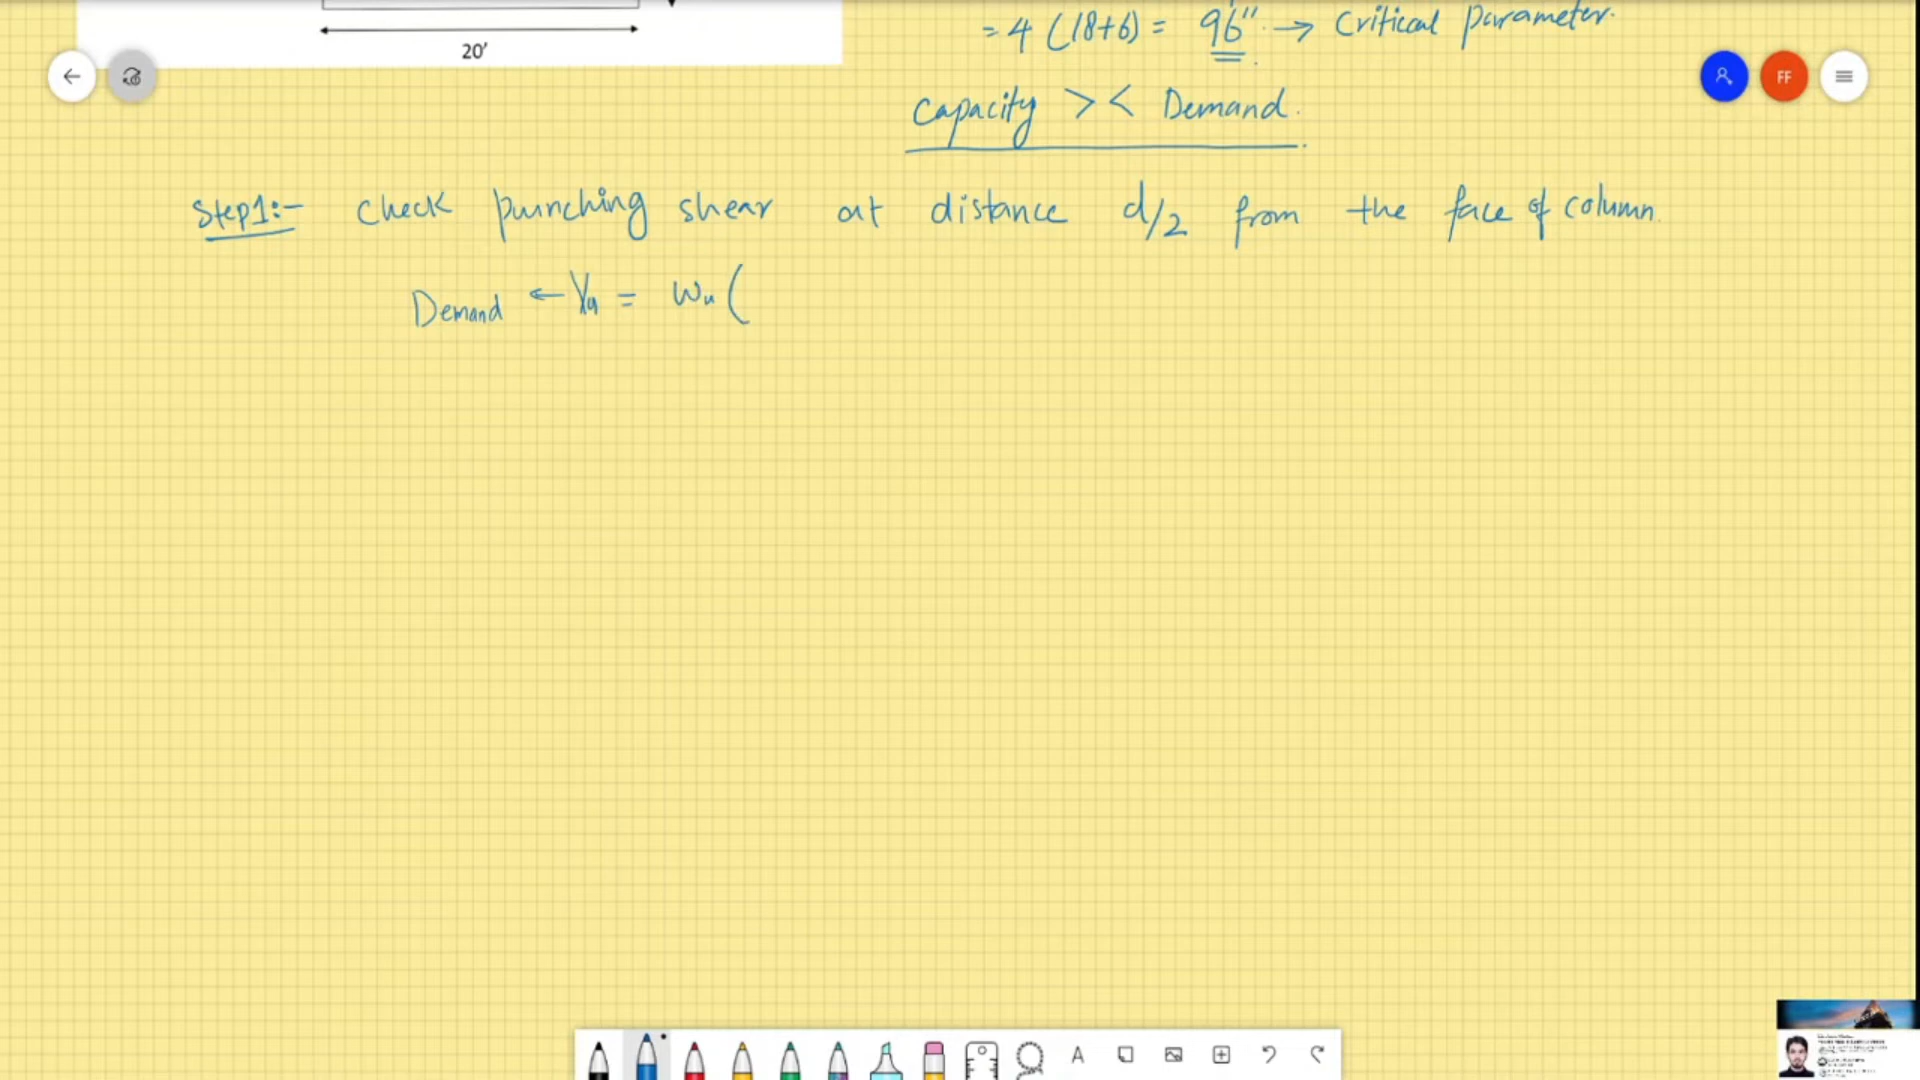 = 4 (18+6) = 96" → Critical parameter.
20'
FF
Capacity > < Demand.
Step1:- Check punching shear at distance d/2 from the face of column.
Demand ← Vu = Wu (
A